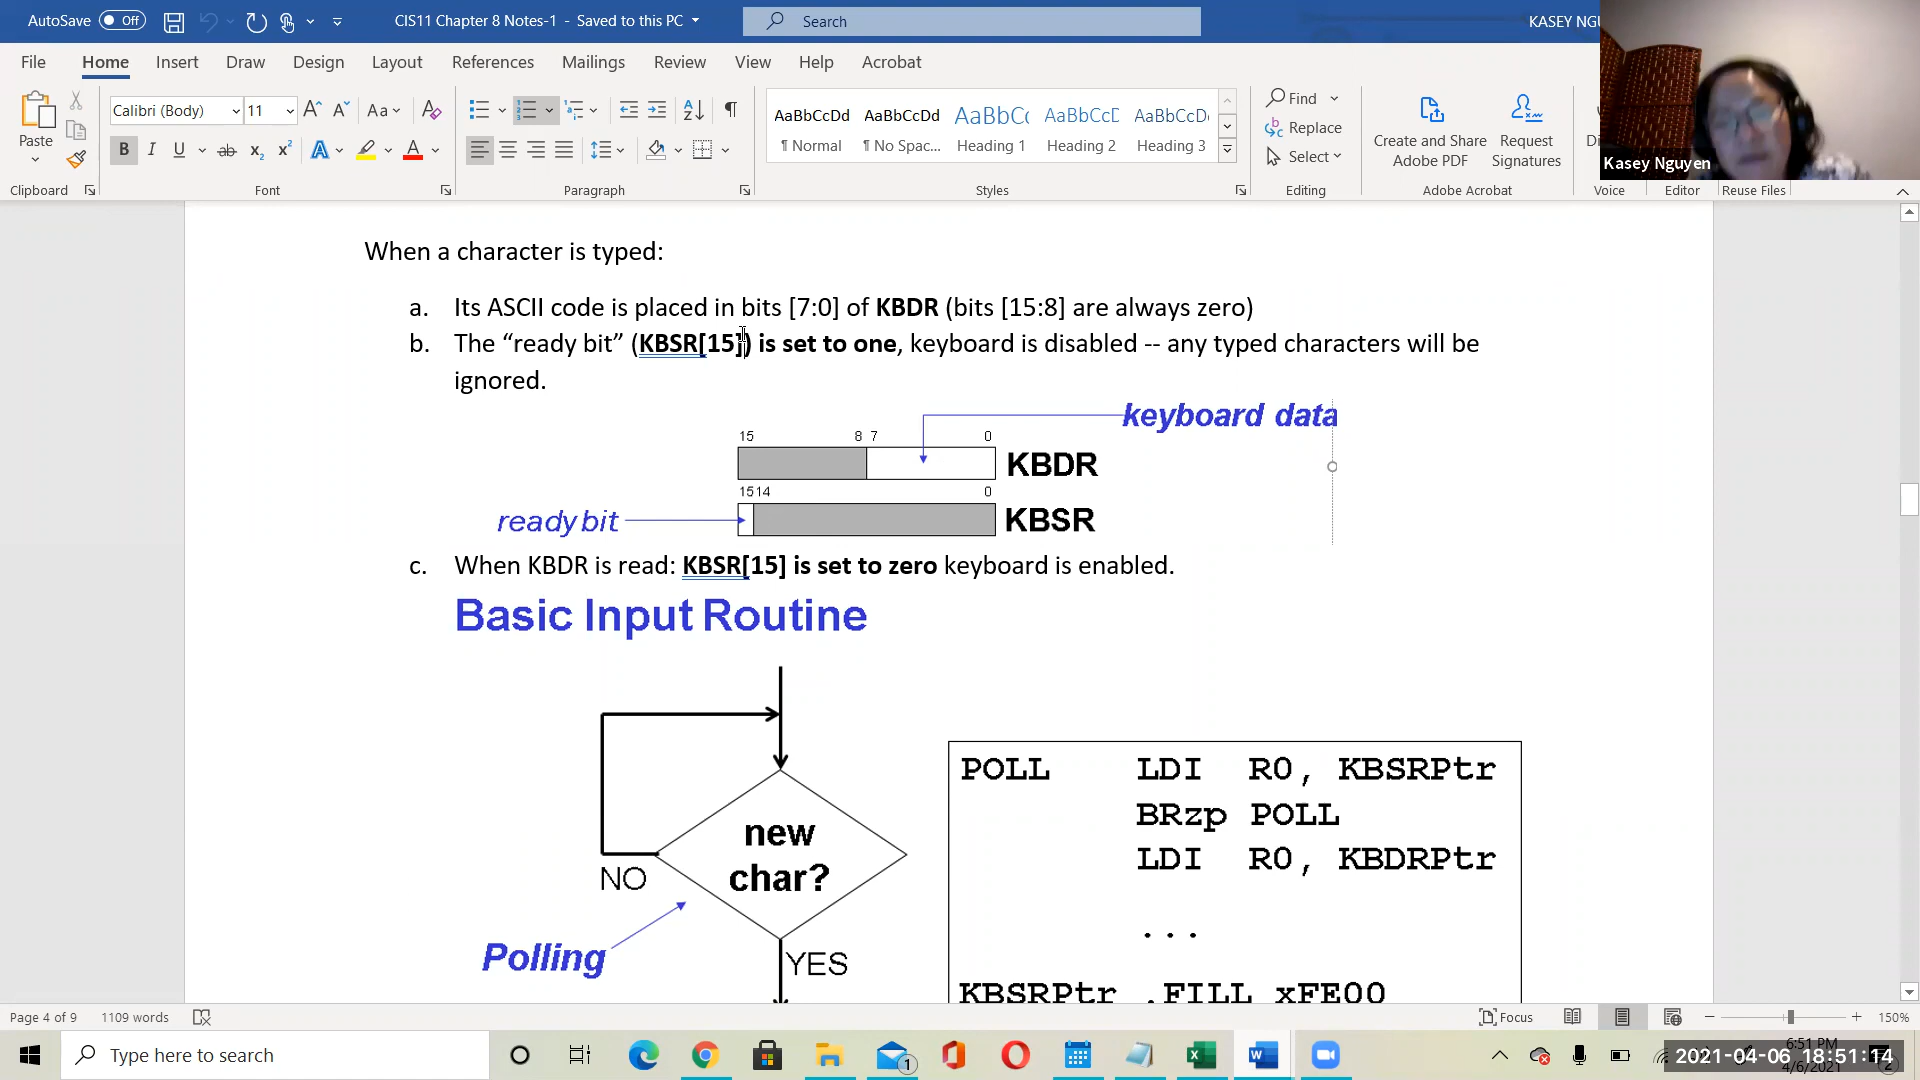 AutoSave Off CIS11 Chapter 8 Notes-1 - Saved to this PC Search KASEY
File Home Insert Draw Design Layout References Mailings Review View Help Acrobat
Calibri (Body) 11 Aa
AaBbCcDd AaBbCcDd AaBbC AaBbCcD AaBbCcD
Find
Replace
Select
Paste
¶ Normal ¶ No Spac... Heading 1 Heading 2 Heading 3
Create and Share Adobe PDF
Request Signatures
Kasey Nguyen
Clipboard Font Paragraph Styles Editing Adobe Acrobat Voice Editor Reuse Files
When a character is typed:
a. Its ASCII code is placed in bits [7:0] of KBDR (bits [15:8] are always zero)
b. The “ready bit” (KBSR[15]) is set to one, keyboard is disabled -- any typed characters will be
ignored.
keyboard data
15 8 7 0
KBDR
15 14 0
ready bit KBSR
c. When KBDR is read: KBSR[15] is set to zero keyboard is enabled.
Basic Input Routine
new
char?
NO
Polling
YES
POLL LDI R0, KBSRPtr
BRzp POLL
LDI R0, KBDRPtr
...
KBSRPtr .FILL xFE00
Page 4 of 9 1109 words Focus 150%
Type here to search
1
2021-04-06 18:51:14